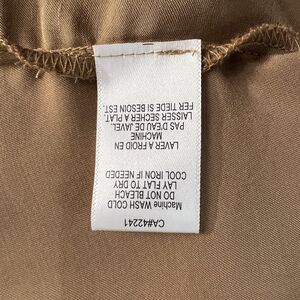 CA#42241
Machine WASH COLD
DO NOT BLEACH
LAY FLAT TO DRY
COOL IRON IF NEEDED
LAVER A FROID EN
MACHINE
PAS D'EAU DE JAVEL
LAISSER SECHER A PLAT
FER TIEDE SI BESOIN EST.